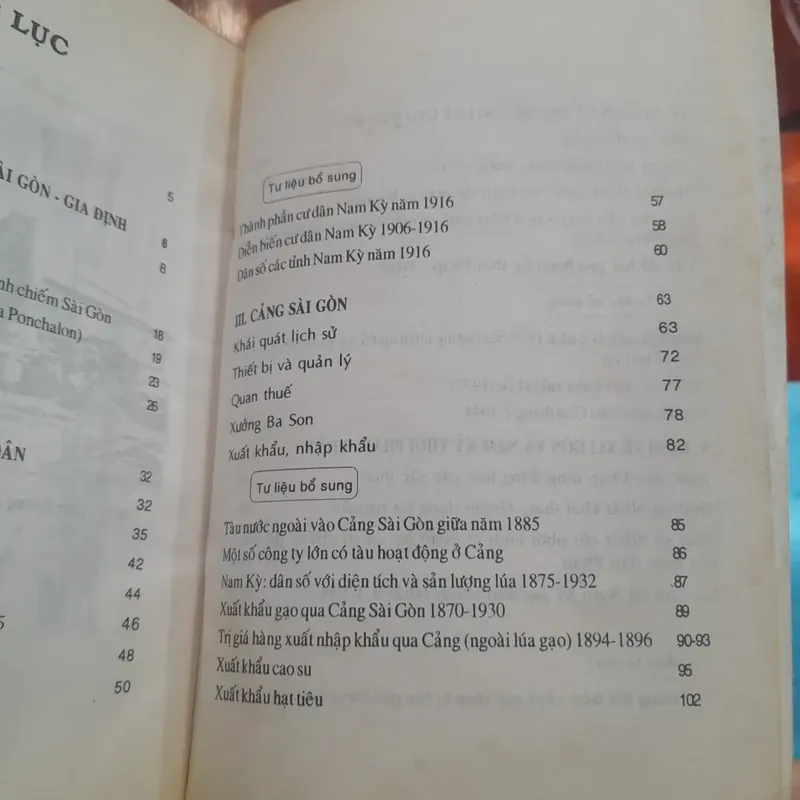 LỤC
SÀI GÒN - GIA ĐỊNH
5
8
8
nh chiếm Sài Gòn
a Ponchalon)
18
19
23
26
DÂN
32
32
35
42
44
5
46
48
50
Tư liệu bổ sung
Thành phần cư dân Nam Kỳ năm 1916 57
Diễn biến cư dân Nam Kỳ 1906-1916 58
Dân số các tỉnh Nam Kỳ năm 1916 60
III. CẢNG SÀI GÒN 63
Khái quát lịch sử 63
Thiết bị và quản lý 72
Quan thuế 77
Xưởng Ba Son 78
Xuất khẩu, nhập khẩu 82
Tư liệu bổ sung
Tàu nước ngoài vào Cảng Sài Gòn giữa năm 1885 85
Một số công ty lớn có tàu hoạt động ở Cảng 86
Nam Kỳ: dân số với diện tích và sản lượng lúa 1875-1932 87
Xuất khẩu gạo qua Cảng Sài Gòn 1870-1930 89
Trị giá hàng xuất nhập khẩu qua Cảng (ngoài lúa gạo) 1894-1896 90-93
Xuất khẩu cao su 95
Xuất khẩu hạt tiêu 102